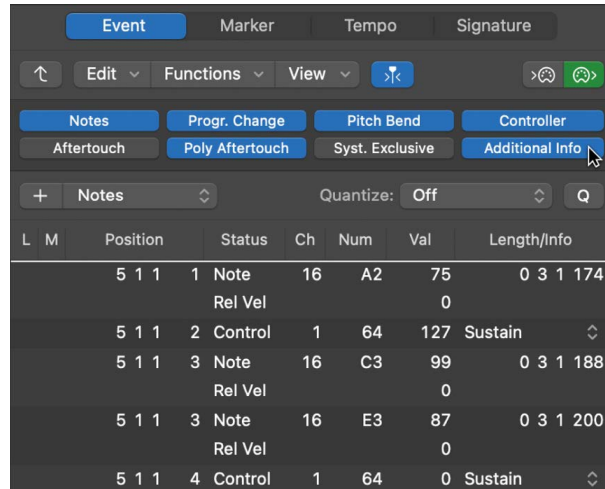 Event Marker Tempo Signature
Edit Functions View
Notes Progr. Change Pitch Bend Controller
Aftertouch Poly Aftertouch Syst. Exclusive Additional Info
+ Notes Quantize: Off Q
L M Position Status Ch Num Val Length/Info
5 1 1 1 Note 16 A2 75 0 3 1 174
Rel Vel 0
5 1 1 2 Control 1 64 127 Sustain
5 1 1 3 Note 16 C3 99 0 3 1 188
Rel Vel 0
5 1 1 3 Note 16 E3 87 0 3 1 200
Rel Vel 0
5 1 1 4 Control 1 64 0 Sustain